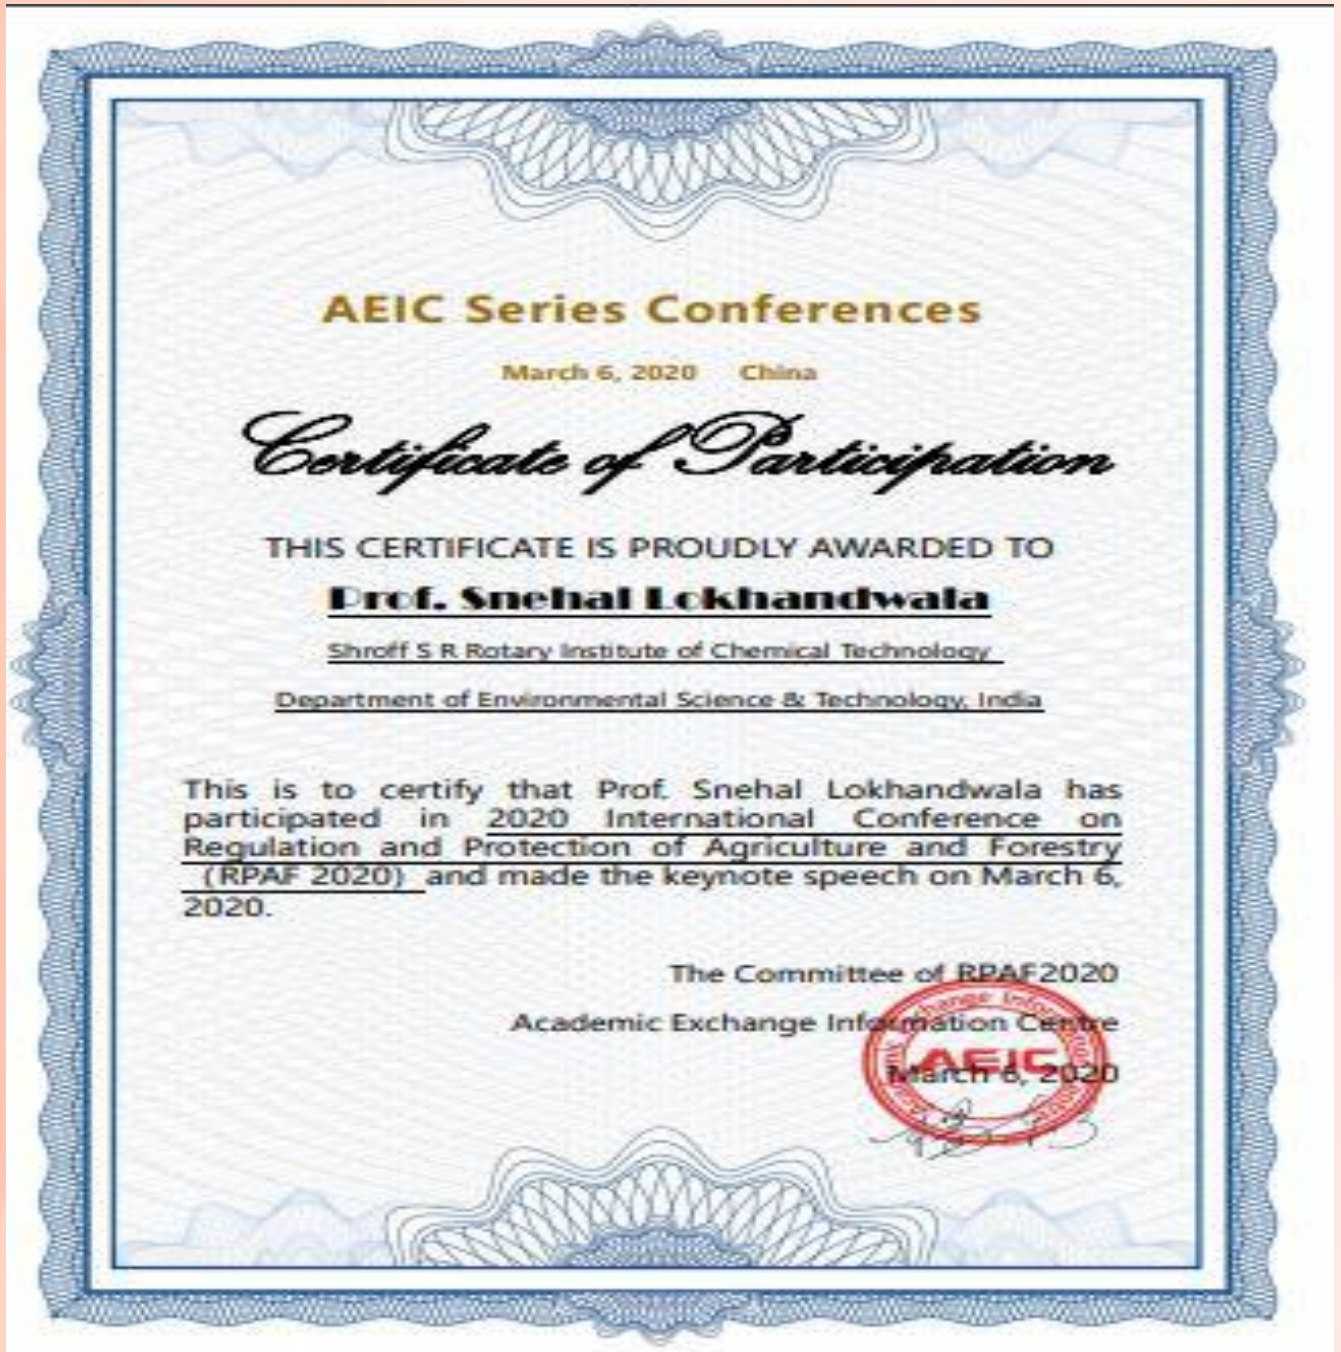 AEIC Series Conferences
March 6, 2020 China
Certificate of Participation
THIS CERTIFICATE IS PROUDLY AWARDED TO
Prof. Snehal Lokhandwala
Shroff S R Rotary Institute of Chemical Technology
Department of Environmental Science & Technology, India
This is to certify that Prof. Snehal Lokhandwala has
participated in 2020 International Conference on
Regulation and Protection of Agriculture and Forestry
(RPAF 2020) and made the keynote speech on March 6,
2020.
The Committee of RPAF2020
Academic Exchange Information Centre
AEIC
March 6, 2020